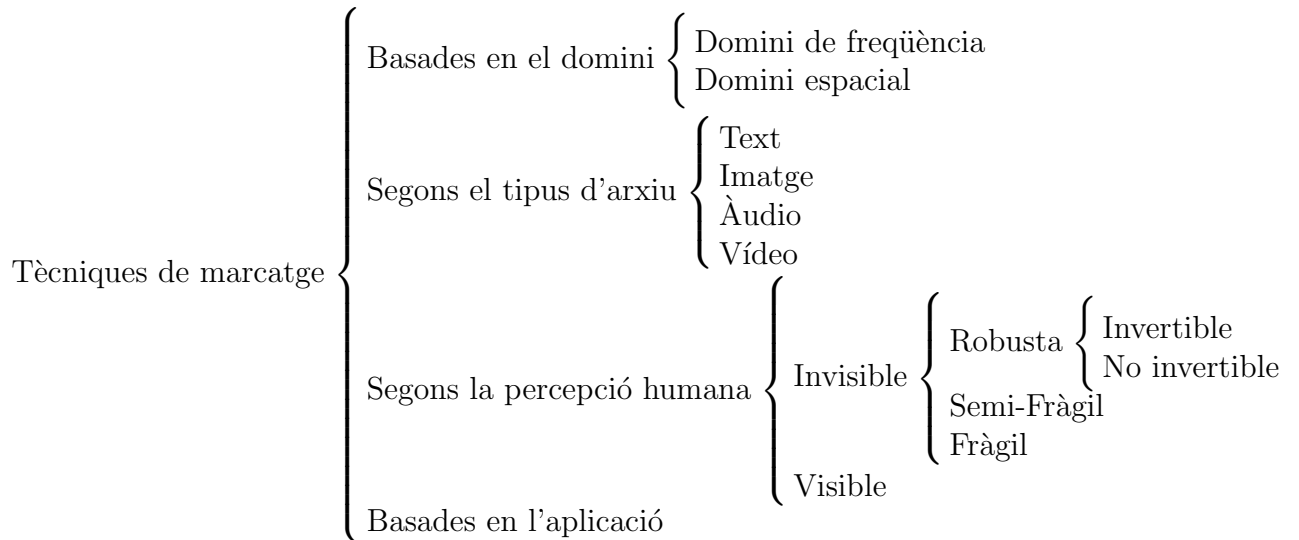 Tècniques de marcatge
Basades en el domini
Domini de freqüència
Domini espacial
Segons el tipus d'arxiu
Text
Imatge
Àudio
Vídeo
Segons la percepció humana
Invisible
Robusta
Invertible
No invertible
Semi-Fràgil
Fràgil
Visible
Basades en l'aplicació